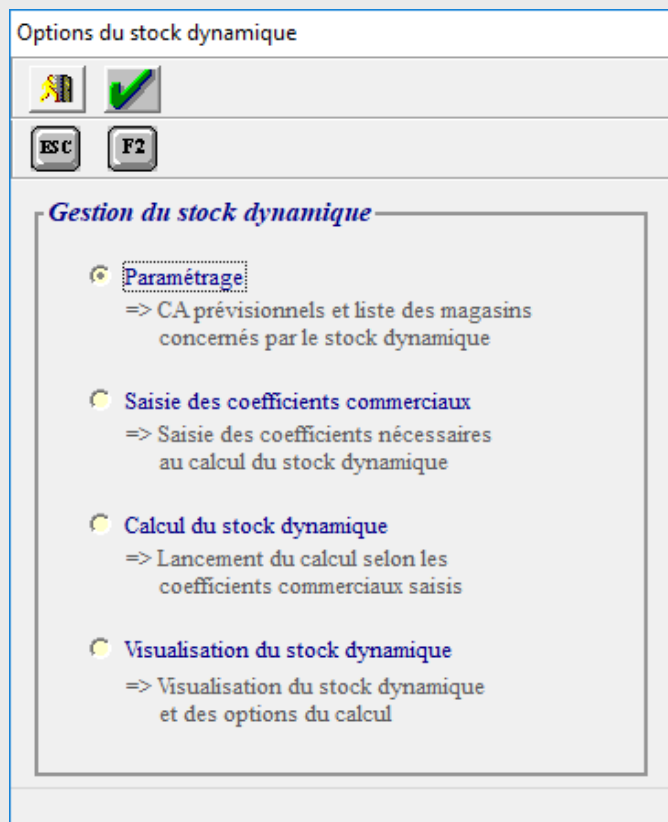 Options du stock dynamique
ESC F2
Gestion du stock dynamique
Paramétrage
=> CA prévisionnels et liste des magasins
concernés par le stock dynamique
Saisie des coefficients commerciaux
=> Saisie des coefficients nécessaires
au calcul du stock dynamique
Calcul du stock dynamique
=> Lancement du calcul selon les
coefficients commerciaux saisis
Visualisation du stock dynamique
=> Visualisation du stock dynamique
et des options du calcul